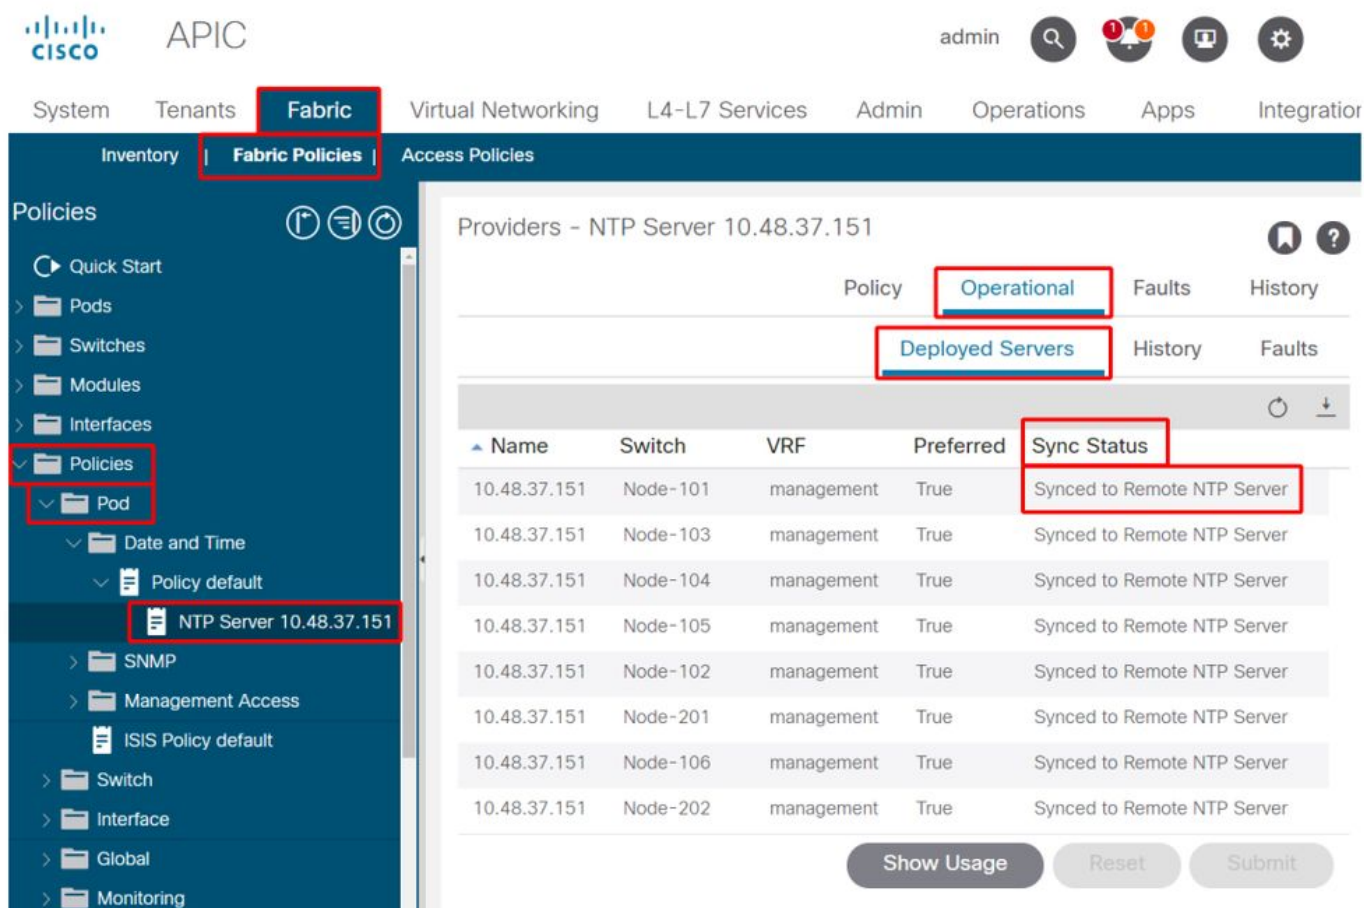 CISCO APIC admin 1 1
System Tenants Fabric Virtual Networking L4-L7 Services Admin Operations Apps Integration
Inventory | Fabric Policies | Access Policies
Policies
Quick Start
Pods
Switches
Modules
Interfaces
Policies
Pod
Date and Time
Policy default
NTP Server 10.48.37.151
SNMP
Management Access
ISIS Policy default
Switch
Interface
Global
Monitoring
Providers - NTP Server 10.48.37.151
Policy Operational Faults History
Deployed Servers History Faults
Name Switch VRF Preferred Sync Status
10.48.37.151 Node-101 management True Synced to Remote NTP Server
10.48.37.151 Node-103 management True Synced to Remote NTP Server
10.48.37.151 Node-104 management True Synced to Remote NTP Server
10.48.37.151 Node-105 management True Synced to Remote NTP Server
10.48.37.151 Node-102 management True Synced to Remote NTP Server
10.48.37.151 Node-201 management True Synced to Remote NTP Server
10.48.37.151 Node-106 management True Synced to Remote NTP Server
10.48.37.151 Node-202 management True Synced to Remote NTP Server
Show Usage Reset Submit